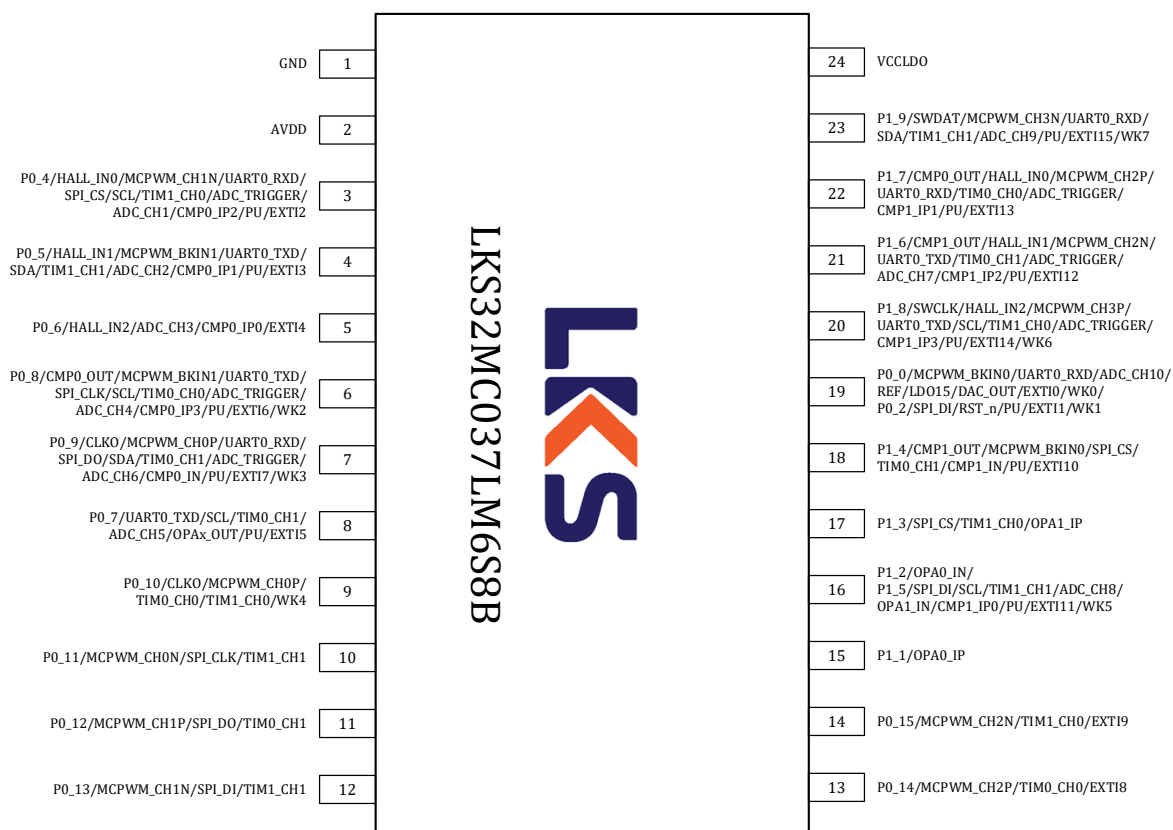 GND
1
AVDD
2
P0_4/HALL_IN0/MCPWM_CH1N/UART0_RXD/
SPI_CS/SCL/TIM1_CH0/ADC_TRIGGER/
ADC_CH1/CMP0_IP2/PU/EXTI2
3
P0_5/HALL_IN1/MCPWM_BKIN1/UART0_TXD/
SDA/TIM1_CH1/ADC_CH2/CMP0_IP1/PU/EXTI3
4
P0_6/HALL_IN2/ADC_CH3/CMP0_IP0/EXTI4
5
P0_8/CMP0_OUT/MCPWM_BKIN1/UART0_TXD/
SPI_CLK/SCL/TIM0_CH0/ADC_TRIGGER/
ADC_CH4/CMP0_IP3/PU/EXTI6/WK2
6
P0_9/CLKO/MCPWM_CH0P/UART0_RXD/
SPI_DO/SDA/TIM0_CH1/ADC_TRIGGER/
ADC_CH6/CMP0_IN/PU/EXTI7/WK3
7
P0_7/UART0_TXD/SCL/TIM0_CH1/
ADC_CH5/OPAx_OUT/PU/EXTI5
8
P0_10/CLKO/MCPWM_CH0P/
TIM0_CH0/TIM1_CH0/WK4
9
P0_11/MCPWM_CH0N/SPI_CLK/TIM1_CH1
10
P0_12/MCPWM_CH1P/SPI_DO/TIM0_CH1
11
P0_13/MCPWM_CH1N/SPI_DI/TIM1_CH1
12
LKS32MC037LM6S8B
LKS
24
VCCLDO
23
P1_9/SWDAT/MCPWM_CH3N/UART0_RXD/
SDA/TIM1_CH1/ADC_CH9/PU/EXTI15/WK7
22
P1_7/CMP0_OUT/HALL_IN0/MCPWM_CH2P/
UART0_RXD/TIM0_CH0/ADC_TRIGGER/
CMP1_IP1/PU/EXTI13
21
P1_6/CMP1_OUT/HALL_IN1/MCPWM_CH2N/
UART0_TXD/TIM0_CH1/ADC_TRIGGER/
ADC_CH7/CMP1_IP2/PU/EXTI12
20
P1_8/SWCLK/HALL_IN2/MCPWM_CH3P/
UART0_TXD/SCL/TIM1_CH0/ADC_TRIGGER/
CMP1_IP3/PU/EXTI14/WK6
19
P0_0/MCPWM_BKIN0/UART0_RXD/ADC_CH10/
REF/LDO15/DAC_OUT/EXTI0/WK0/
P0_2/SPI_DI/RST_n/PU/EXTI1/WK1
18
P1_4/CMP1_OUT/MCPWM_BKIN0/SPI_CS/
TIM0_CH1/CMP1_IN/PU/EXTI10
17
P1_3/SPI_CS/TIM1_CH0/OPA1_IP
16
P1_2/OPA0_IN/
P1_5/SPI_DI/SCL/TIM1_CH1/ADC_CH8/
OPA1_IN/CMP1_IP0/PU/EXTI11/WK5
15
P1_1/OPA0_IP
14
P0_15/MCPWM_CH2N/TIM1_CH0/EXTI9
13
P0_14/MCPWM_CH2P/TIM0_CH0/EXTI8